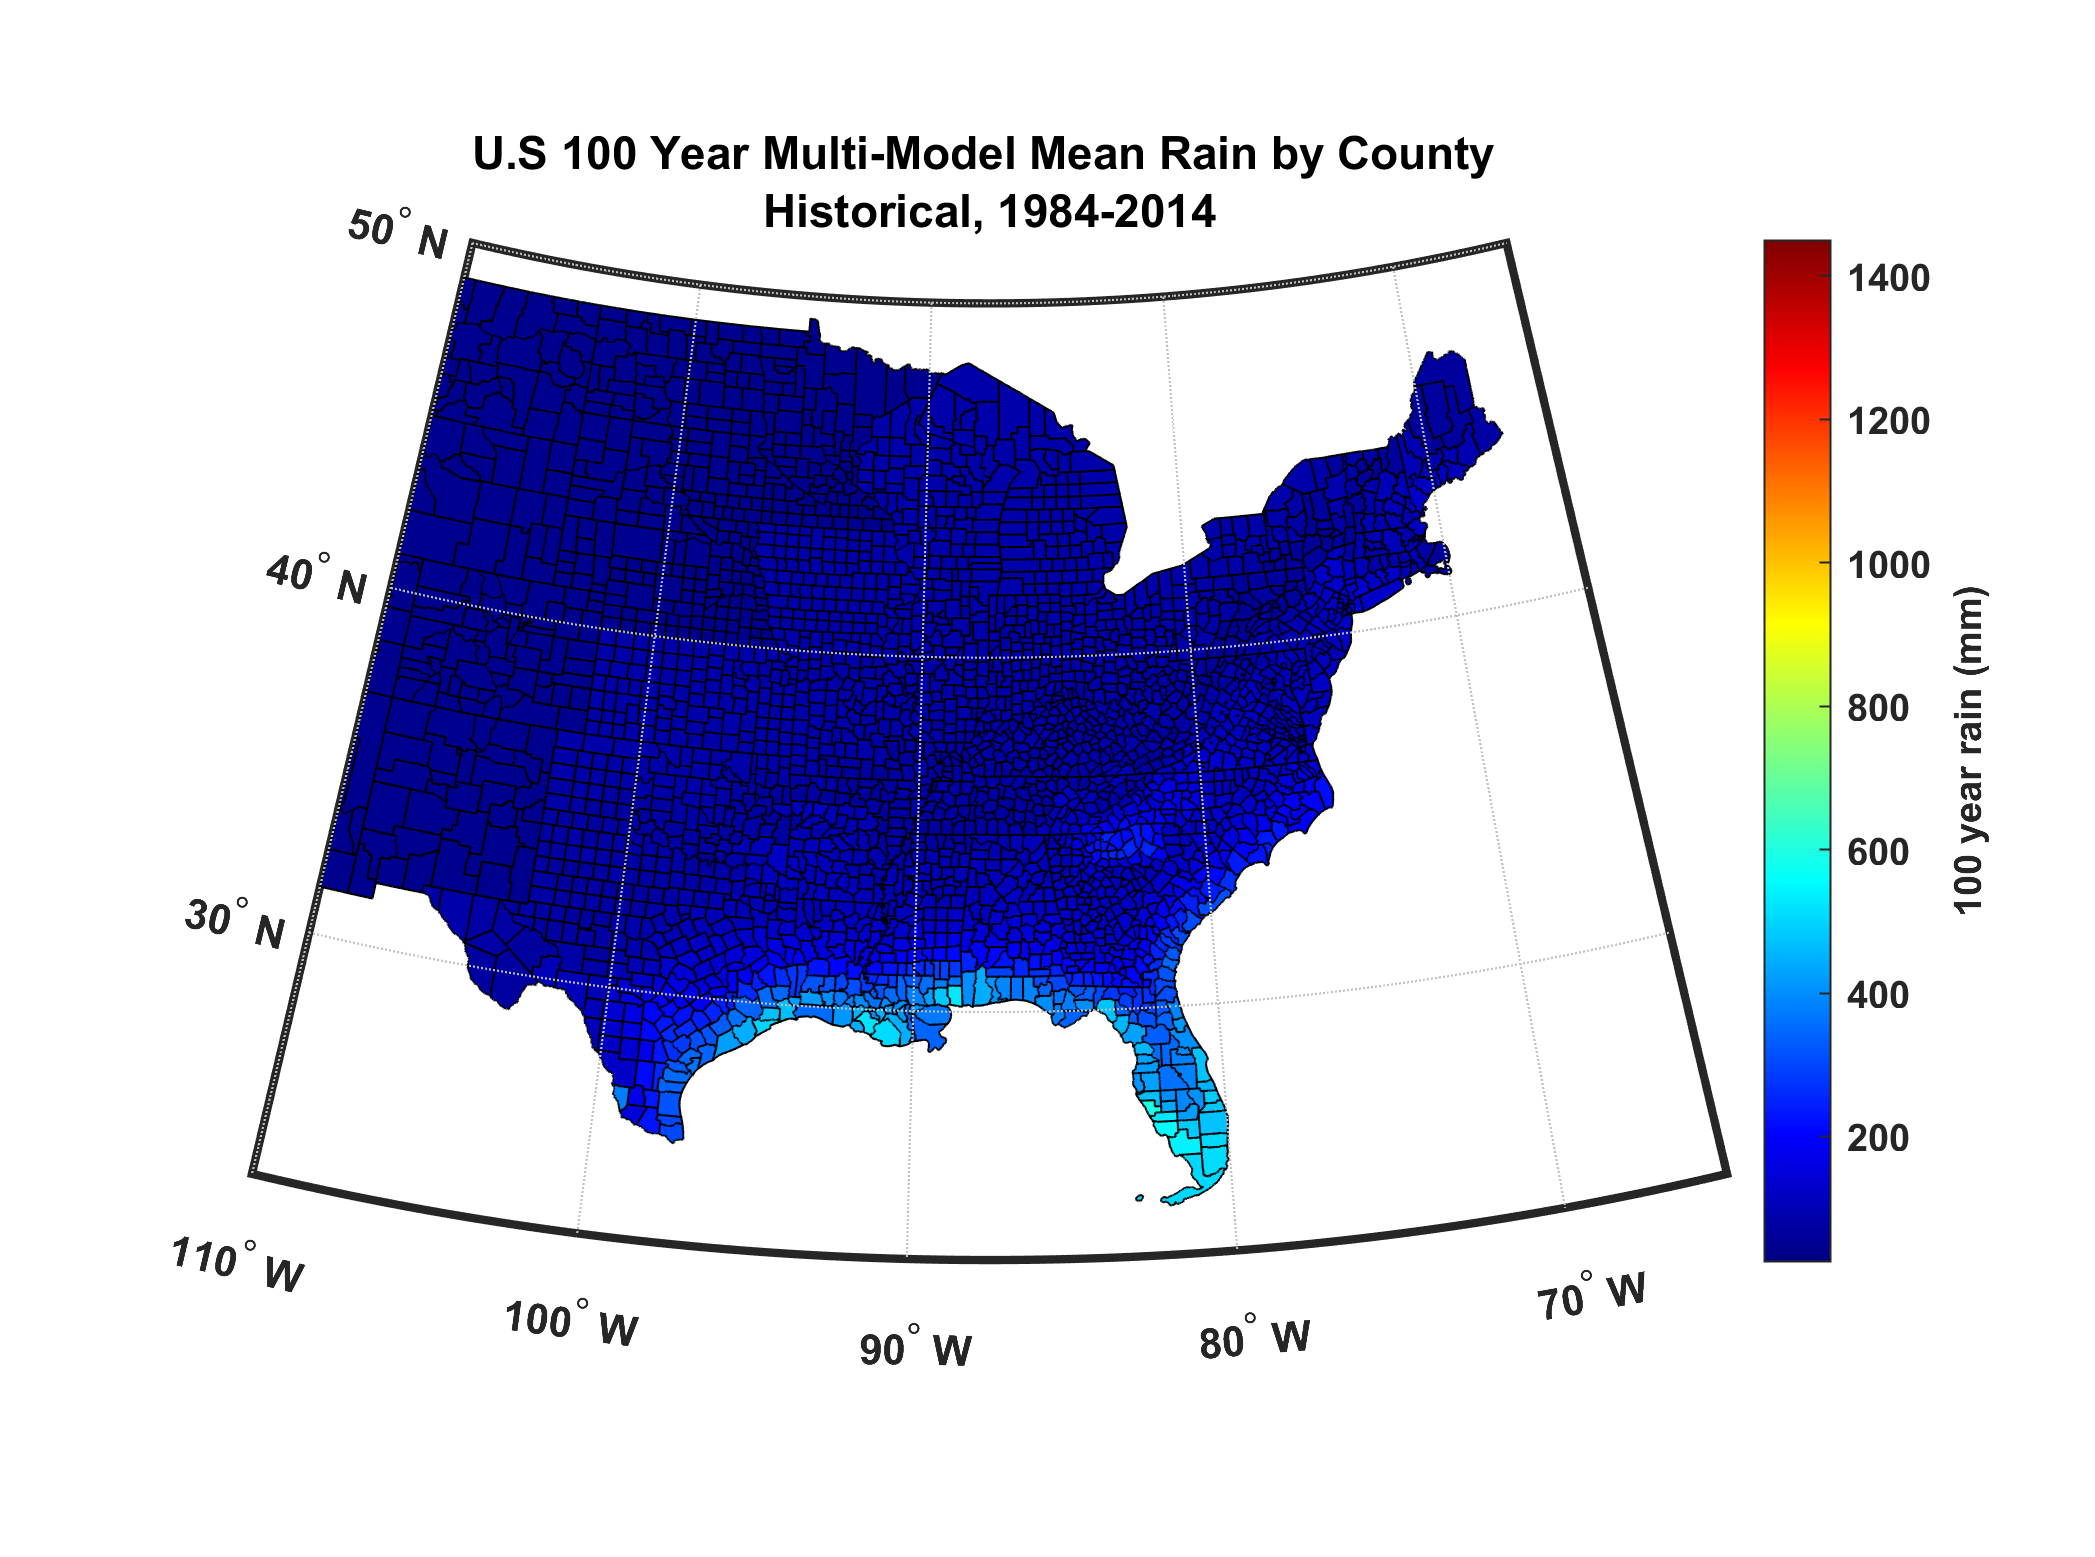 U.S 100 Year Multi-Model Mean Rain by County
Historical, 1984-2014
50° N
40° N
30° N
110° W
100° W
90° W
80° W
70° W
1400
1200
1000
800
600
400
200
100 year rain (mm)